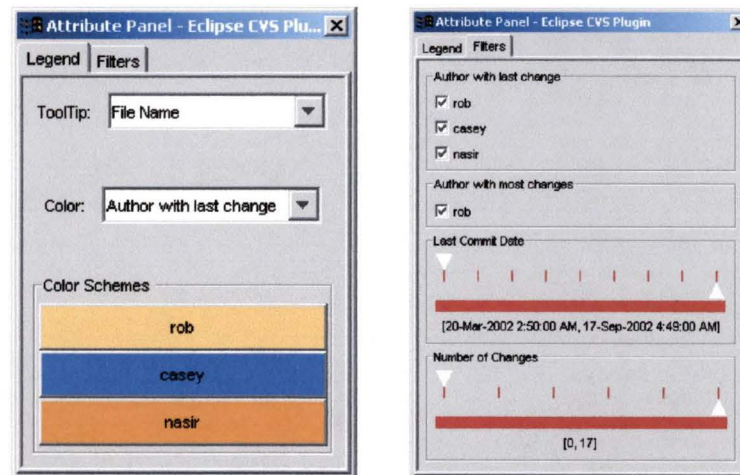 Attribute Panel - Eclipse CVS Plu...
Legend
Filters
ToolTip:
File Name
Color:
Author with last change
Color Schemes
rob
casey
nasir
Attribute Panel - Eclipse CVS Plugin
Legend
Filters
Author with last change
rob
casey
nasir
Author with most changes
rob
Last Commit Date
[20-Mar-2002 2:50:00 AM, 17-Sep-2002 4:49:00 AM]
Number of Changes
[0, 17]